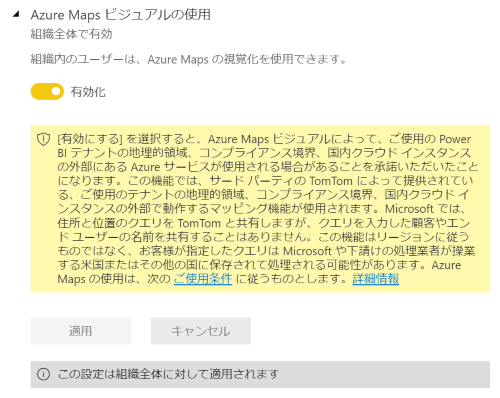 Azure Maps ビジュアルの使用
組織全体で有効
組織内のユーザーは、Azure Maps の視覚化を使用できます。
有効化
[有効にする] を選択すると、Azure Maps ビジュアルによって、ご使用の Power
BI テナントの地理的領域、コンプライアンス境界、国内クラウド インスタンス
の外部にある Azure サービスが使用される場合があることを承諾いただいたこと
になります。この機能では、サード パーティの TomTom によって提供されてい
る、ご使用のテナントの地理的領域、コンプライアンス境界、国内クラウド イ
ンスタンスの外部で動作するマッピング機能が使用されます。Microsoft では、
住所と位置のクエリを TomTom と共有しますが、クエリを入力した顧客やエン
ド ユーザーの名前を共有することはありません。この機能はリージョンに従う
ものではなく、お客様が指定したクエリは Microsoft や下請けの処理業者が操業
する米国またはその他の国に保存されて処理される可能性があります。Azure
Maps の使用は、次の ご使用条件 に従うものとします。詳細情報
適用 キャンセル
この設定は組織全体に対して適用されます